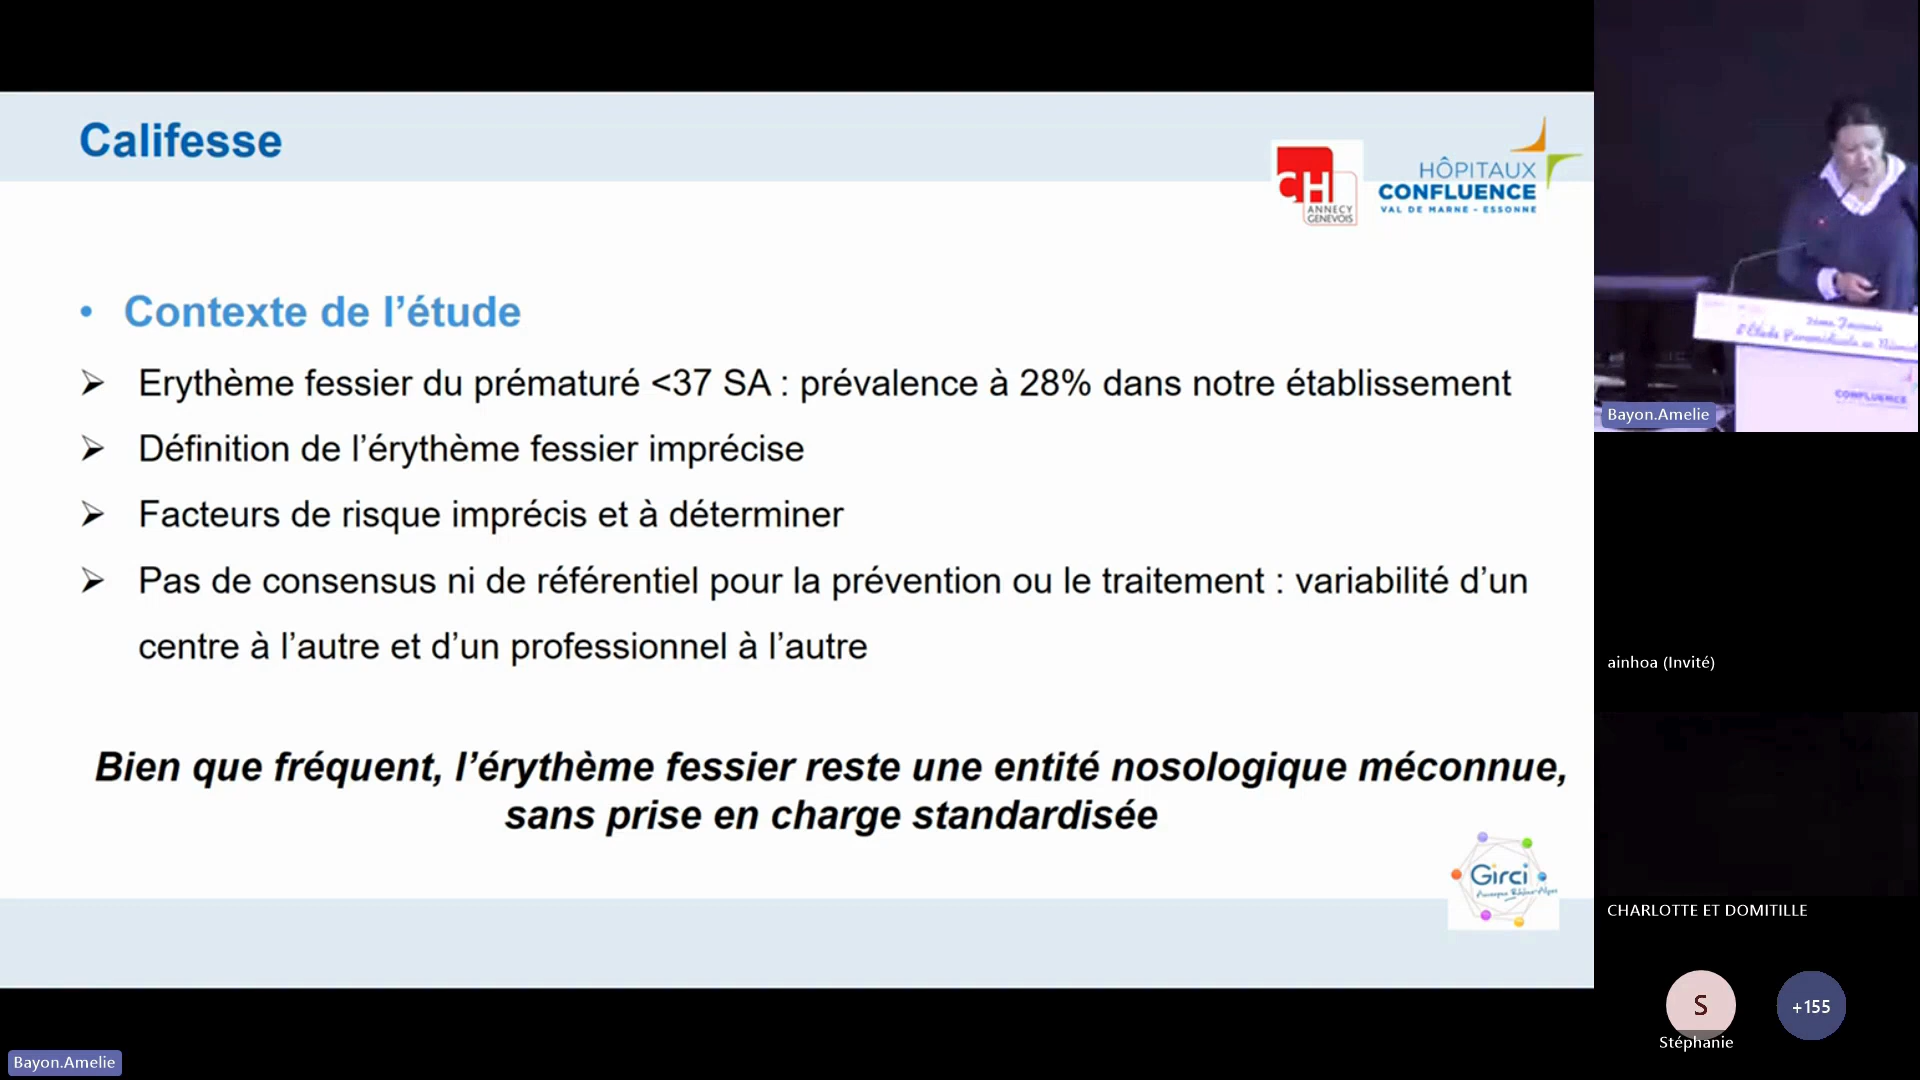 Califesse
CH
ANNECY
GENEVOIS
HÔPITAUX
CONFLUENCE
VAL DE MARNE - ESSONNE
• Contexte de l'étude
➢ Erythème fessier du prématuré <37 SA : prévalence à 28% dans notre établissement
➢ Définition de l'érythème fessier imprécise
➢ Facteurs de risque imprécis et à déterminer
➢ Pas de consensus ni de référentiel pour la prévention ou le traitement : variabilité d'un
centre à l'autre et d'un professionnel à l'autre
Bien que fréquent, l'érythème fessier reste une entité nosologique méconnue,
sans prise en charge standardisée
Girci
Auvergne Rhône-Alpes
CONFLUENCE
Bayon.Amelie
ainhoa (Invité)
CHARLOTTE ET DOMITILLE
S
+155
Stéphanie
Bayon.Amelie